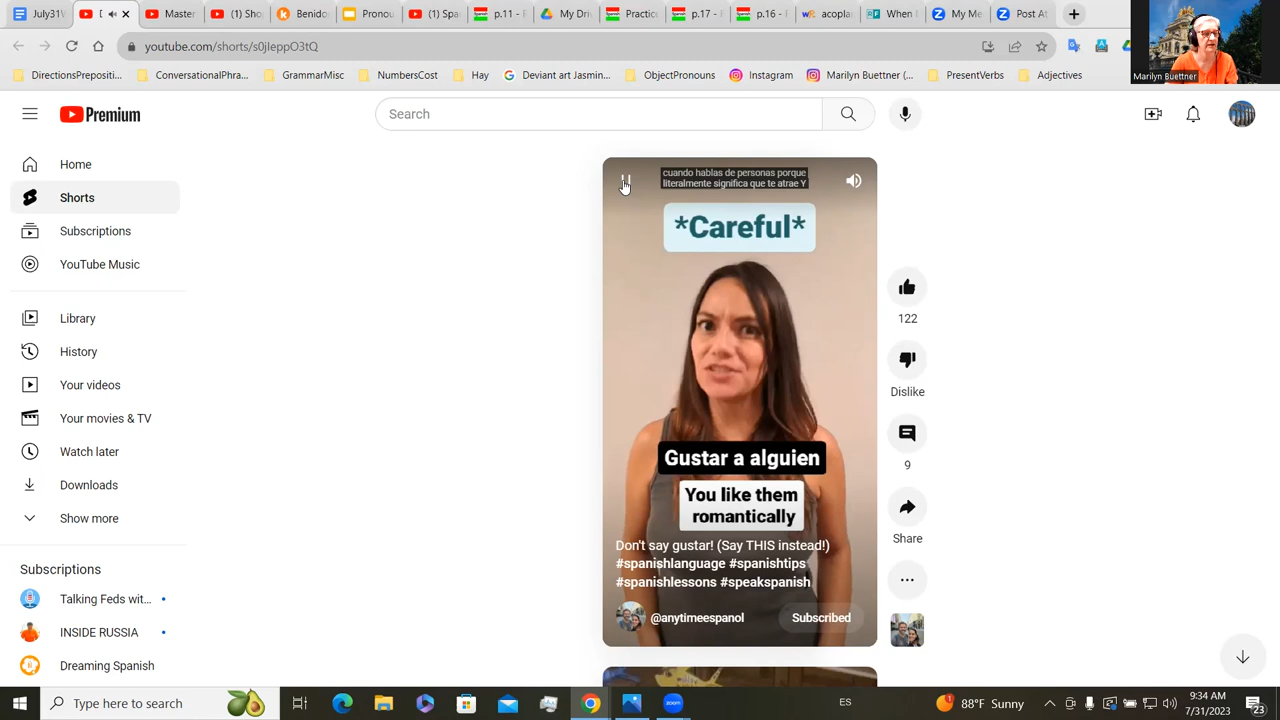 July31V
(
Master
(1) Sho
Benido
Pronou
(1) Spa
p.11 - F
My Dri
Practic
p.17 -
p.16.-
acopier
When t
My Me
Post At
youtube.com/shorts/s0jIeppO3tQ
DirectionsPrepositi...
ConversationalPhra...
GrammarMisc
NumbersCost
Hay
Deviant art Jasmin...
ObjectPronouns
Instagram
Marilyn Buettner (...
PresentVerbs
Adjectives
Marilyn Buettner
Premium
Search
Home
Shorts
Subscriptions
YouTube Music
Library
History
Your videos
Your movies & TV
Watch later
Downloads
Show more
Subscriptions
Talking Feds wit...
INSIDE RUSSIA
Dreaming Spanish
cuando hablas de personas porque
literalmente significa que te atrae Y
*Careful*
Gustar a alguien
You like them
romantically
Don't say gustar! (Say THIS instead!)
#spanishlanguage #spanishtips
#spanishlessons #speakspanish
@anytimeespanol
Subscribed
122
Dislike
9
Share
Type here to search
zoom
ES
88°F Sunny
9:34 AM
7/31/2023
23